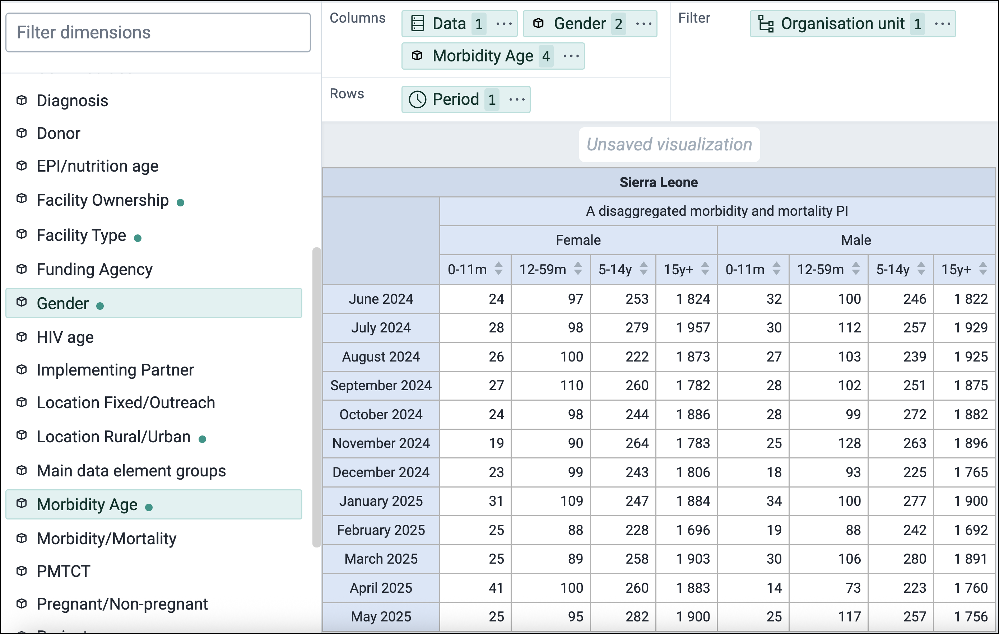 Filter dimensions
Diagnosis
Donor
EPI/nutrition age
Facility Ownership
Facility Type
Funding Agency
Gender
HIV age
Implementing Partner
Location Fixed/Outreach
Location Rural/Urban
Main data element groups
Morbidity Age
Morbidity/Mortality
PMTCT
Pregnant/Non-pregnant
Columns Data 1 ... Gender 2 ...
Morbidity Age 4 ...
Filter Organisation unit 1 ...
Rows Period 1 ...
Unsaved visualization
Sierra Leone
A disaggregated morbidity and mortality PI
Female Male
0-11m 12-59m 5-14y 15y+ 0-11m 12-59m 5-14y 15y+
June 2024 24 97 253 1 824 32 100 246 1 822
July 2024 28 98 279 1 957 30 112 257 1 929
August 2024 26 100 222 1 873 27 103 239 1 925
September 2024 27 110 260 1 782 28 102 251 1 875
October 2024 24 98 244 1 886 28 99 272 1 882
November 2024 19 90 264 1 783 25 128 263 1 896
December 2024 23 99 243 1 806 18 93 225 1 765
January 2025 31 109 247 1 884 34 100 277 1 900
February 2025 25 88 228 1 696 19 88 242 1 692
March 2025 25 89 258 1 903 30 106 280 1 891
April 2025 41 100 260 1 883 14 73 223 1 760
May 2025 25 95 282 1 900 25 117 257 1 756